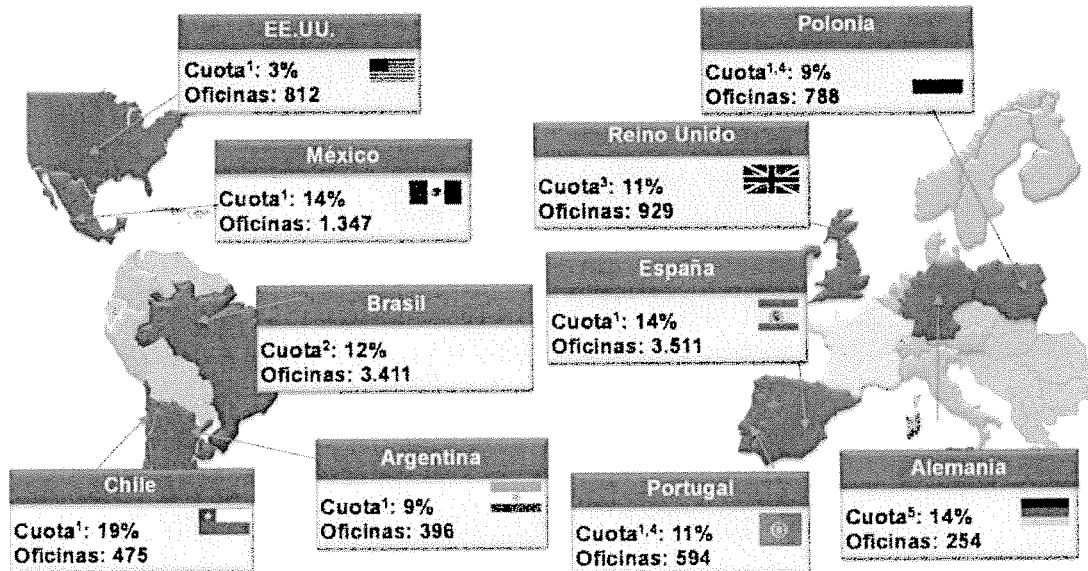 EE.UU.
Cuota¹: 3%
Oficinas: 812
México
Cuota¹: 14%
Oficinas: 1.347
Brasil
Cuota²: 12%
Oficinas: 3.411
Chile
Cuota¹: 19%
Oficinas: 475
Argentina
Cuota¹: 9%
Oficinas: 396
Polonia
Cuota¹,⁴: 9%
Oficinas: 788
Reino Unido
Cuota³: 11%
Oficinas: 929
España
Cuota¹: 14%
Oficinas: 3.511
Portugal
Cuota¹,⁴: 11%
Oficinas: 594
Alemania
Cuota⁵: 14%
Oficinas: 254